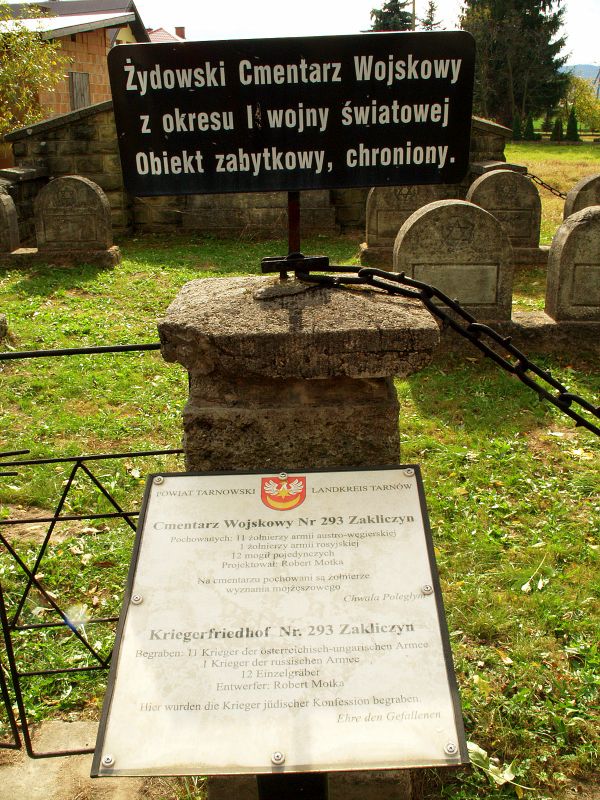 Żydowski Cmentarz Wojskowy
z okresu I wojny światowej
Obiekt zabytkowy, chroniony.
POWIAT TARNOWSKI LANDKREIS TARNÓW
Cmentarz Wojskowy Nr 293 Zakliczyn
Pochowanych: 11 żołnierzy armii austro-węgierskiej
1 żołnierzy armii rosyjskiej
12 mogił pojedynczych
Projektował: Robert Motka
Na cmentarzu pochowani są żołnierze
wyznania mojżeszowego
Chwała Poległym
Kriegerfriedhof Nr. 293 Zakliczyn
Begraben: 11 Krieger der österreichisch-ungarischen Armee
1 Krieger der russischen Armee
12 Einzelgräber
Entwerfer: Robert Motka
Hier wurden die Krieger jüdischer Konfession begraben.
Ehre den Gefallenen